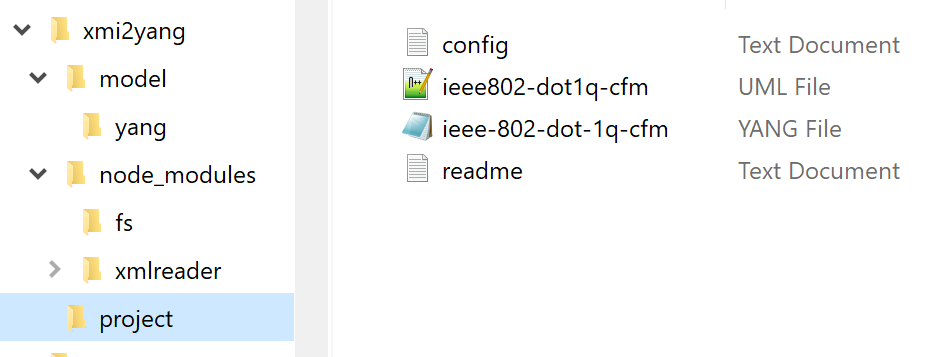 xmi2yang
model
yang
node_modules
fs
xmlreader
project
config Text Document
ieee802-dot1q-cfm UML File
ieee-802-dot-1q-cfm YANG File
readme Text Document